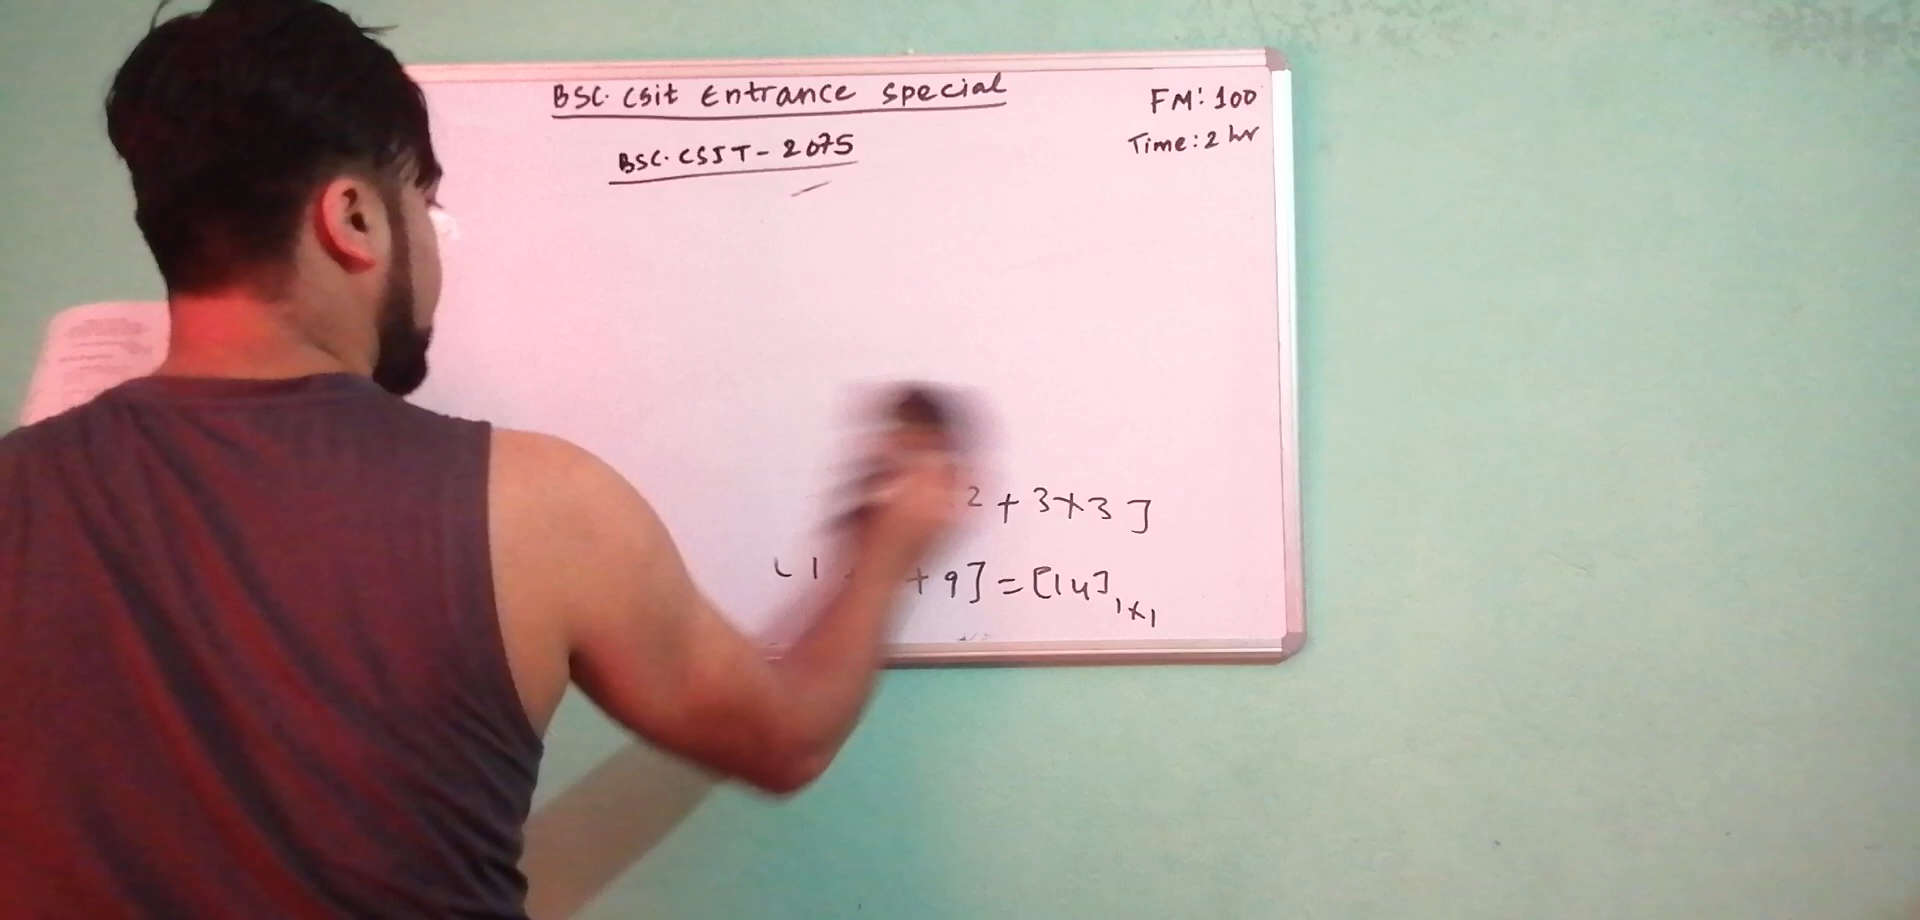 BSC. Csit Entrance special
FM: 100
Time: 2 hr
BSC. CSIT - 2075
2 + 3×3 ]
[ 1 + 9] = [14]1×1